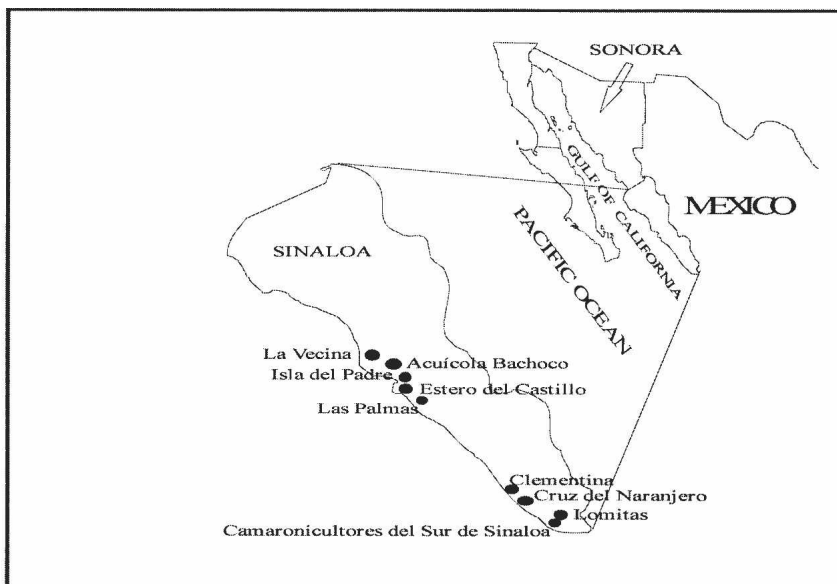 SONORA
GULF OF CALIFORNIA
MEXICO
PACIFIC OCEAN
SINALOA
La Vecina
Acuícola Bachoco
Isla del Padre
Estero del Castillo
Las Palmas
Clementina
Cruz del Naranjero
Lomitas
Camaronicultores del Sur de Sinaloa